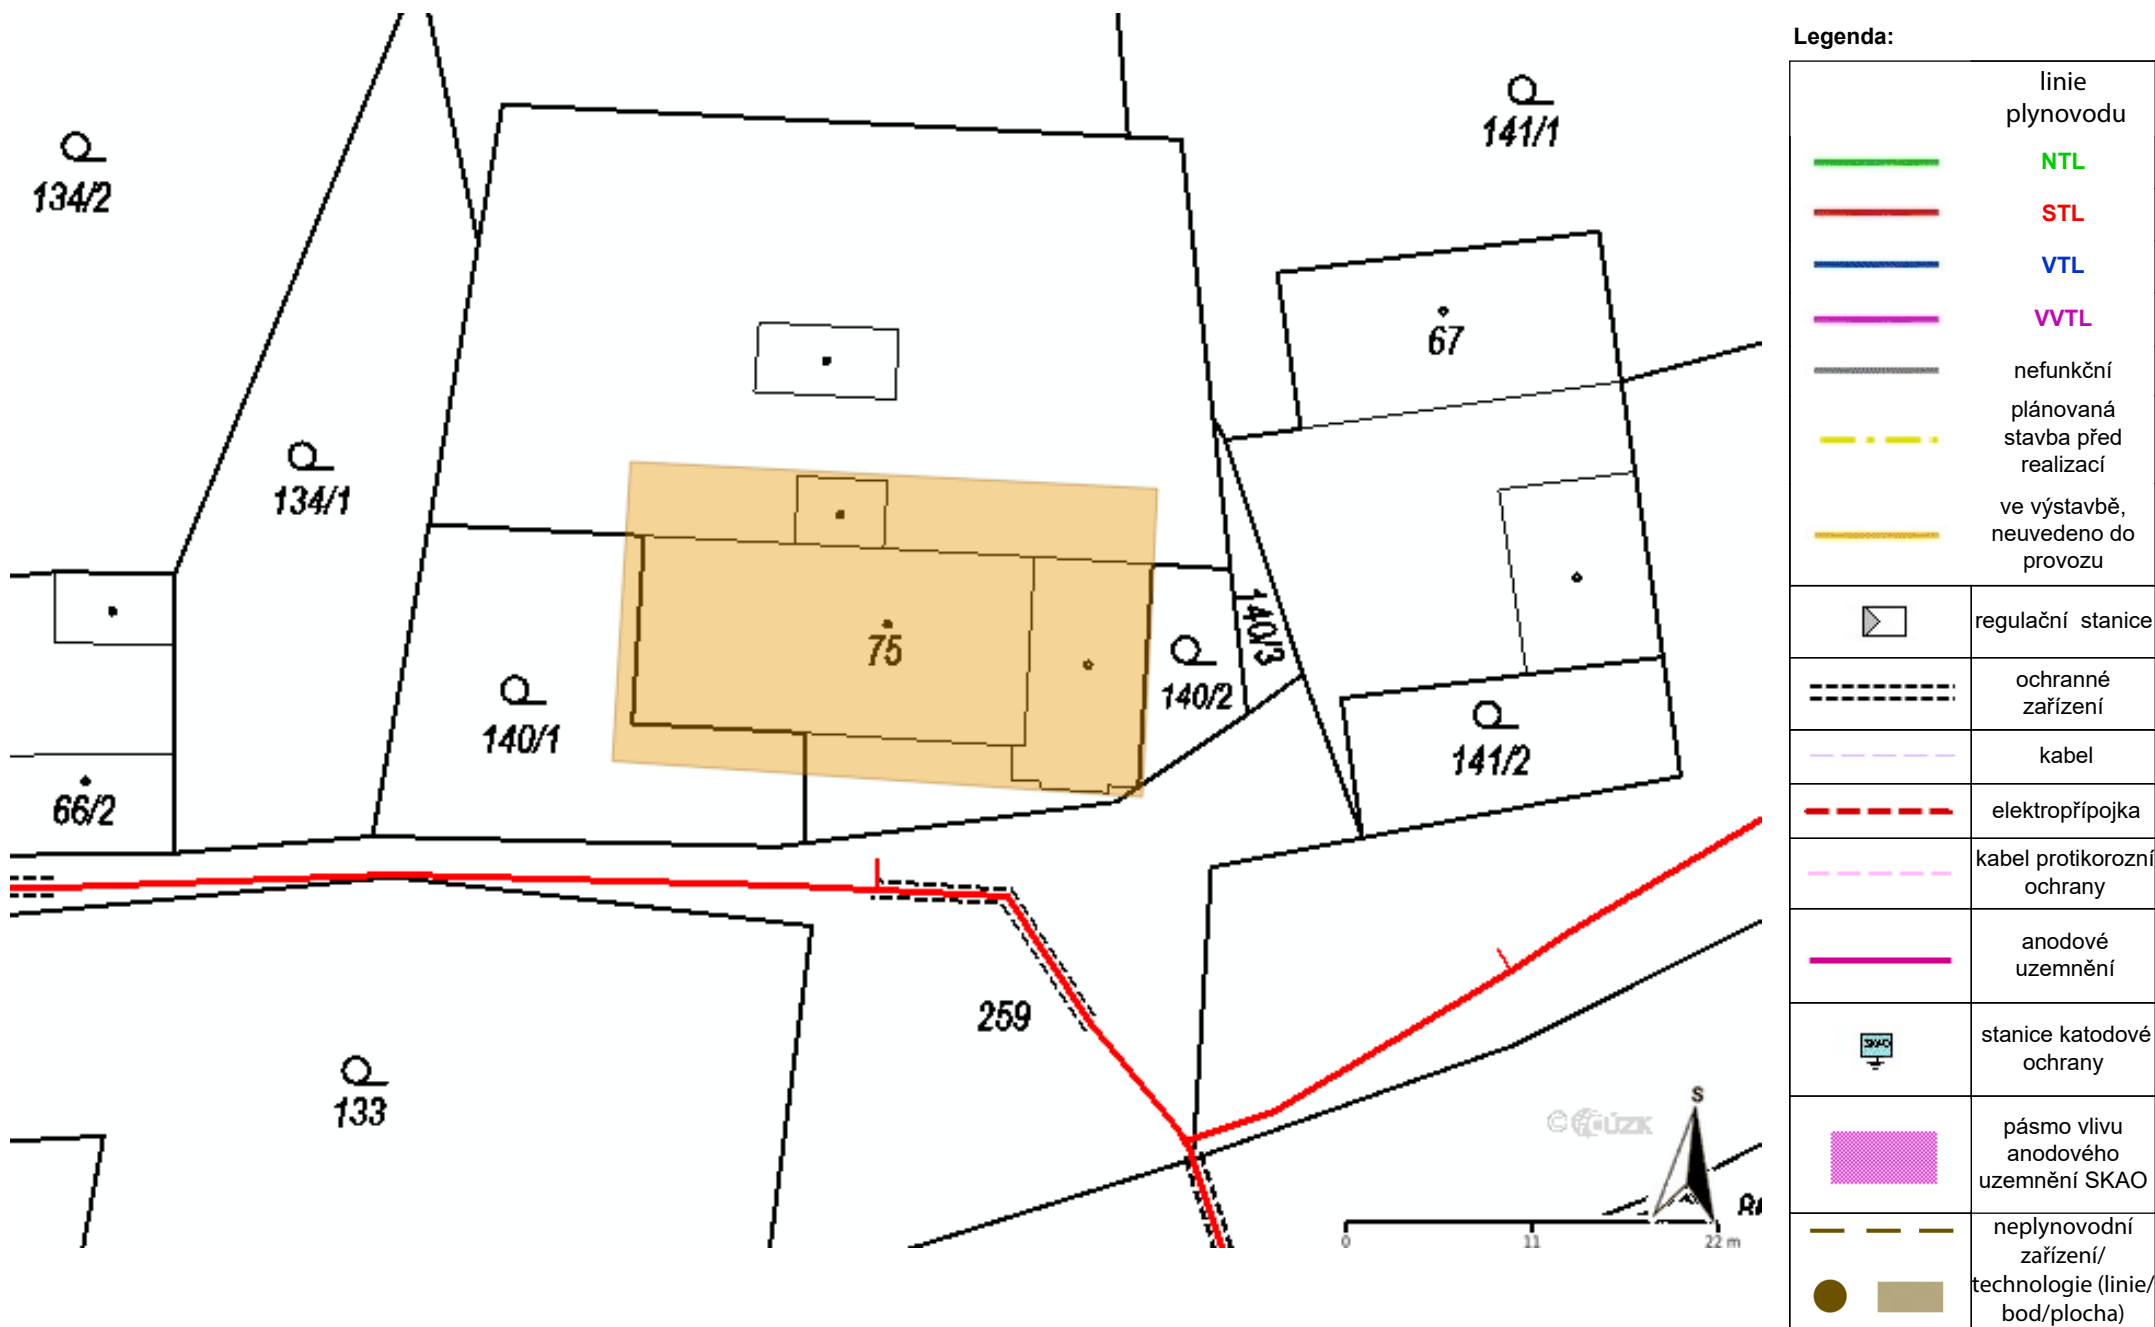 134/2
141/1
67
134/1
75
140/3
140/2
140/1
141/2
66/2
259
133
© ČÚZK
S
0
11
22 m
Legenda:
linie
plynovodu
NTL
STL
VTL
VVTL
nefunkční
plánovaná
stavba před
realizací
ve výstavbě,
neuvedeno do
provozu
regulační stanice
ochranné
zařízení
kabel
elektropřípojka
kabel protikorozní
ochrany
anodové
uzemnění
SKAO
stanice katodové
ochrany
pásmo vlivu
anodového
uzemnění SKAO
neplynovodní
zařízení/
technologie (linie/
bod/plocha)